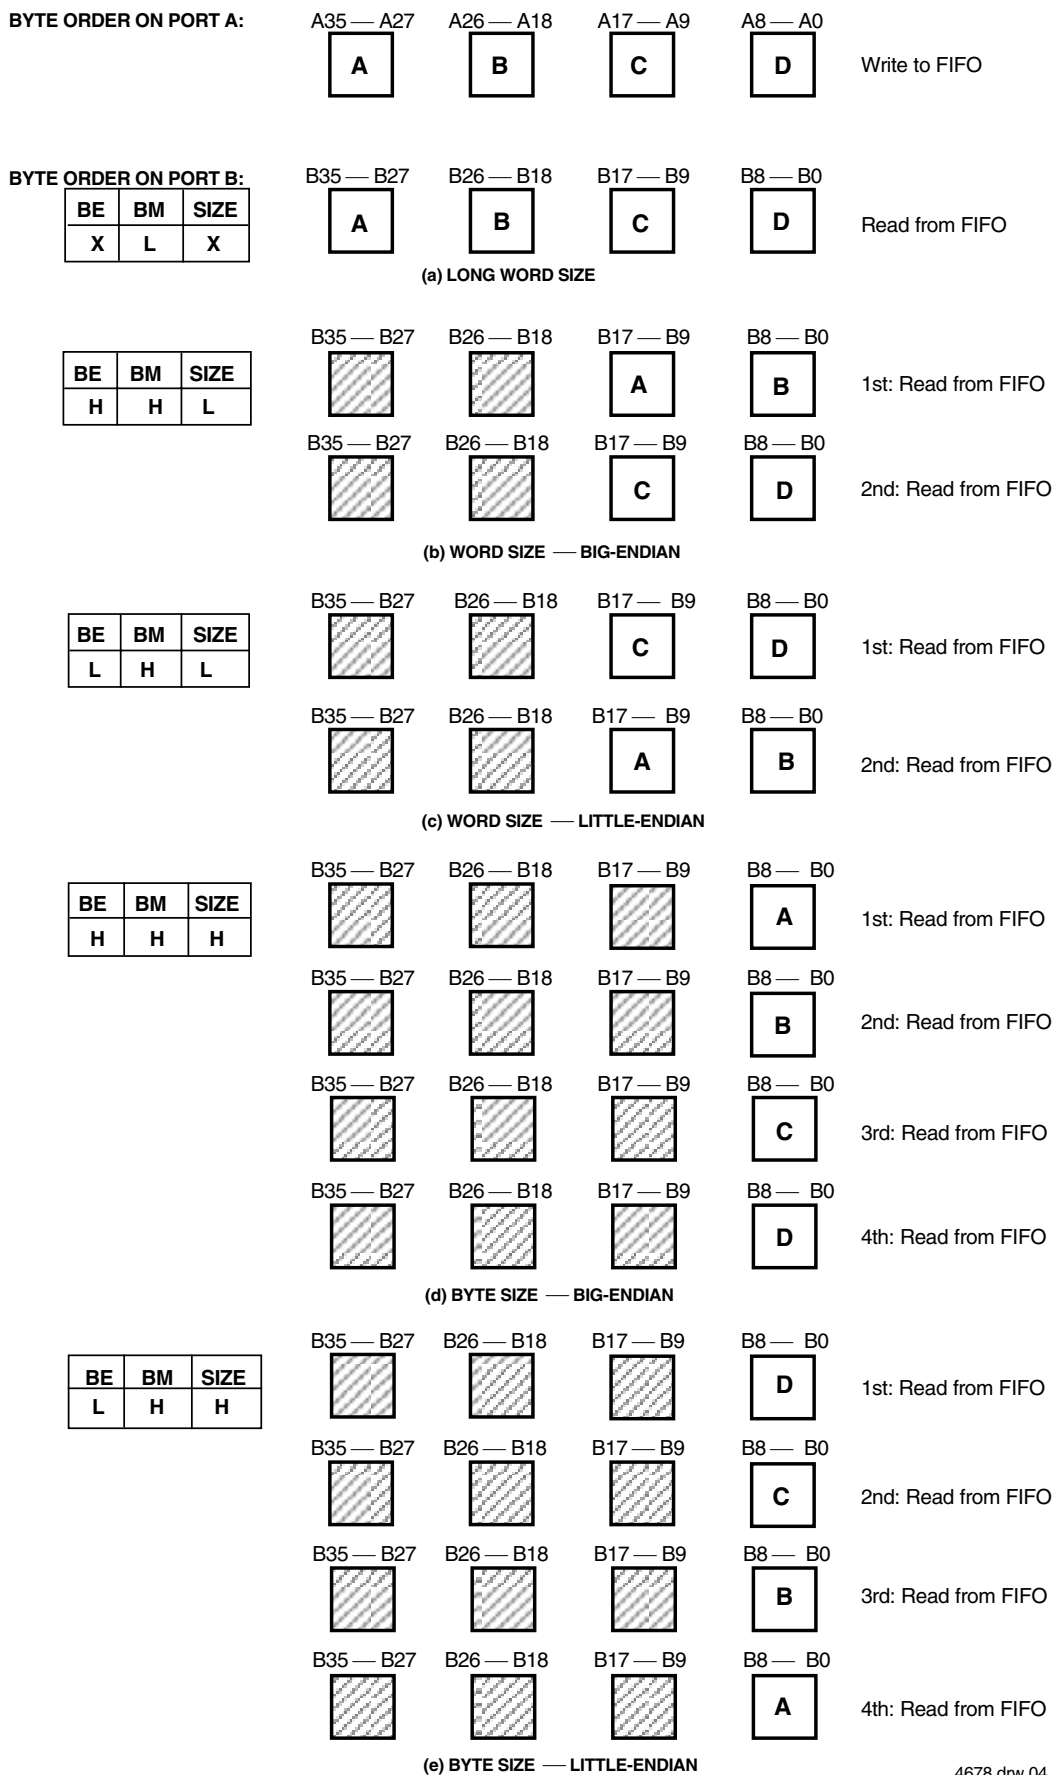 BYTE ORDER ON PORT A:
A35 — A27 A26 — A18 A17 — A9 A8 — A0
A B C D Write to FIFO
BYTE ORDER ON PORT B:
B35 — B27 B26 — B18 B17 — B9 B8 — B0
BE BM SIZE
X L X
A B C D Read from FIFO
(a) LONG WORD SIZE
B35 — B27 B26 — B18 B17 — B9 B8 — B0
BE BM SIZE
H H L
A B 1st: Read from FIFO
B35 — B27 B26 — B18 B17 — B9 B8 — B0
C D 2nd: Read from FIFO
(b) WORD SIZE — BIG-ENDIAN
B35 — B27 B26 — B18 B17 — B9 B8 — B0
BE BM SIZE
L H L
C D 1st: Read from FIFO
B35 — B27 B26 — B18 B17 — B9 B8 — B0
A B 2nd: Read from FIFO
(c) WORD SIZE — LITTLE-ENDIAN
B35 — B27 B26 — B18 B17 — B9 B8 — B0
BE BM SIZE
H H H
A 1st: Read from FIFO
B35 — B27 B26 — B18 B17 — B9 B8 — B0
B 2nd: Read from FIFO
B35 — B27 B26 — B18 B17 — B9 B8 — B0
C 3rd: Read from FIFO
B35 — B27 B26 — B18 B17 — B9 B8 — B0
D 4th: Read from FIFO
(d) BYTE SIZE — BIG-ENDIAN
B35 — B27 B26 — B18 B17 — B9 B8 — B0
BE BM SIZE
L H H
D 1st: Read from FIFO
B35 — B27 B26 — B18 B17 — B9 B8 — B0
C 2nd: Read from FIFO
B35 — B27 B26 — B18 B17 — B9 B8 — B0
B 3rd: Read from FIFO
B35 — B27 B26 — B18 B17 — B9 B8 — B0
A 4th: Read from FIFO
(e) BYTE SIZE — LITTLE-ENDIAN
4678 drw 04